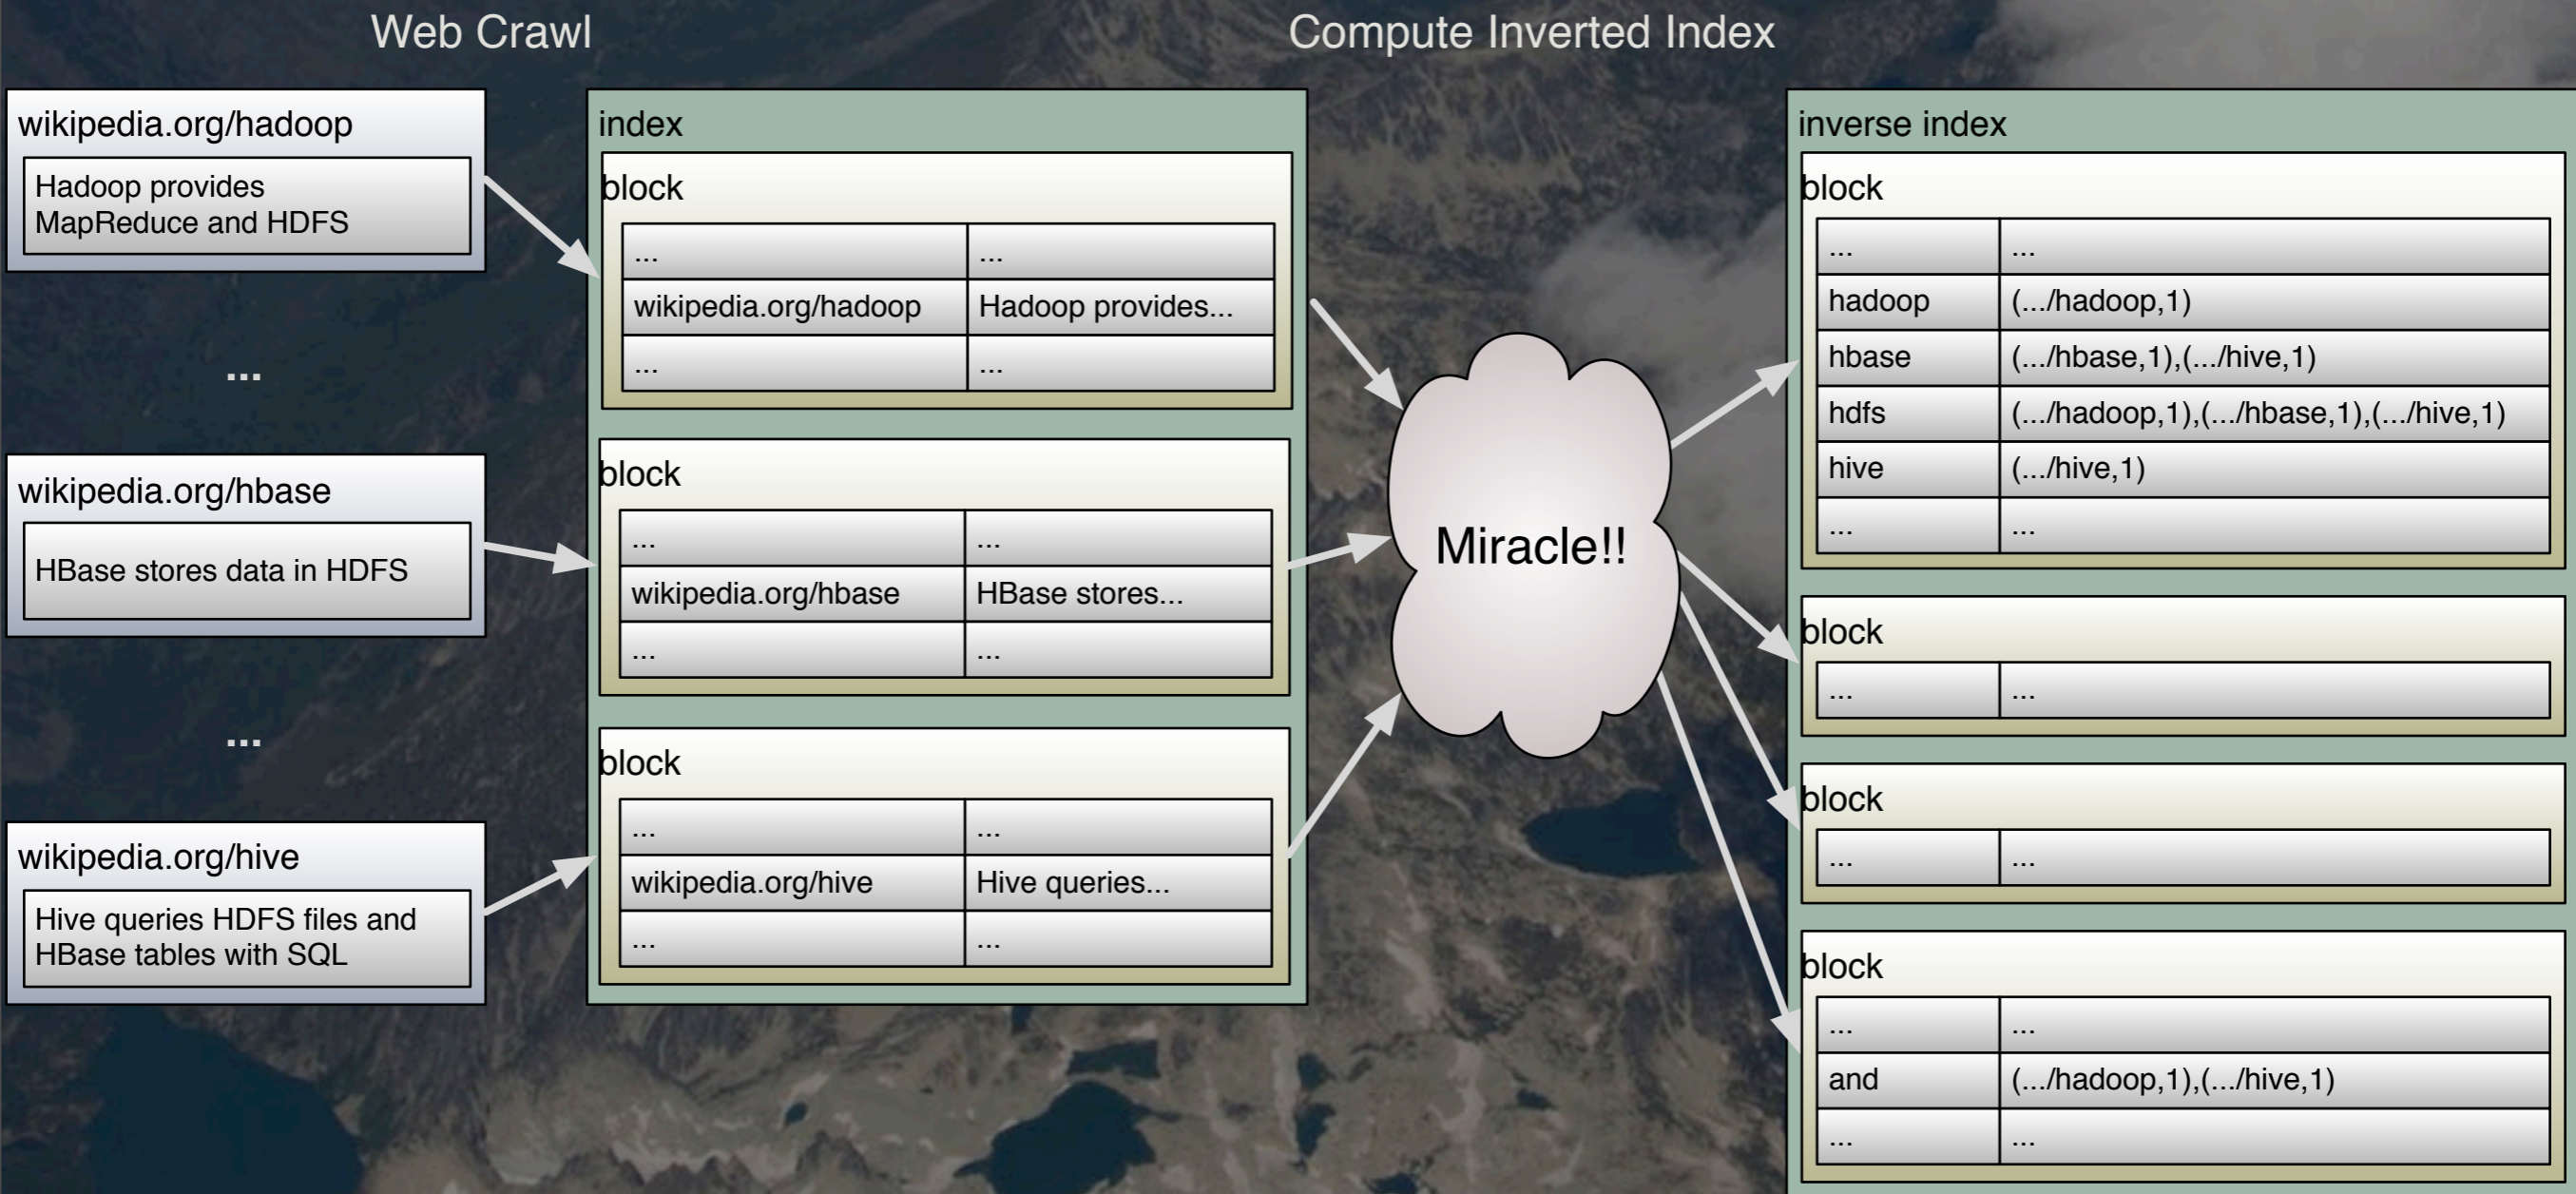 Web Crawl
Compute Inverted Index
wikipedia.org/hadoop
Hadoop provides
MapReduce and HDFS
...
wikipedia.org/hbase
HBase stores data in HDFS
...
wikipedia.org/hive
Hive queries HDFS files and
HBase tables with SQL
index
block
... ...
wikipedia.org/hadoop Hadoop provides...
... ...
block
... ...
wikipedia.org/hbase HBase stores...
... ...
block
... ...
wikipedia.org/hive Hive queries...
... ...
Miracle!!
inverse index
block
... ...
hadoop (.../hadoop,1)
hbase (.../hbase,1),(.../hive,1)
hdfs (.../hadoop,1),(.../hbase,1),(.../hive,1)
hive (.../hive,1)
... ...
block
... ...
block
... ...
block
... ...
and (.../hadoop,1),(.../hive,1)
... ...